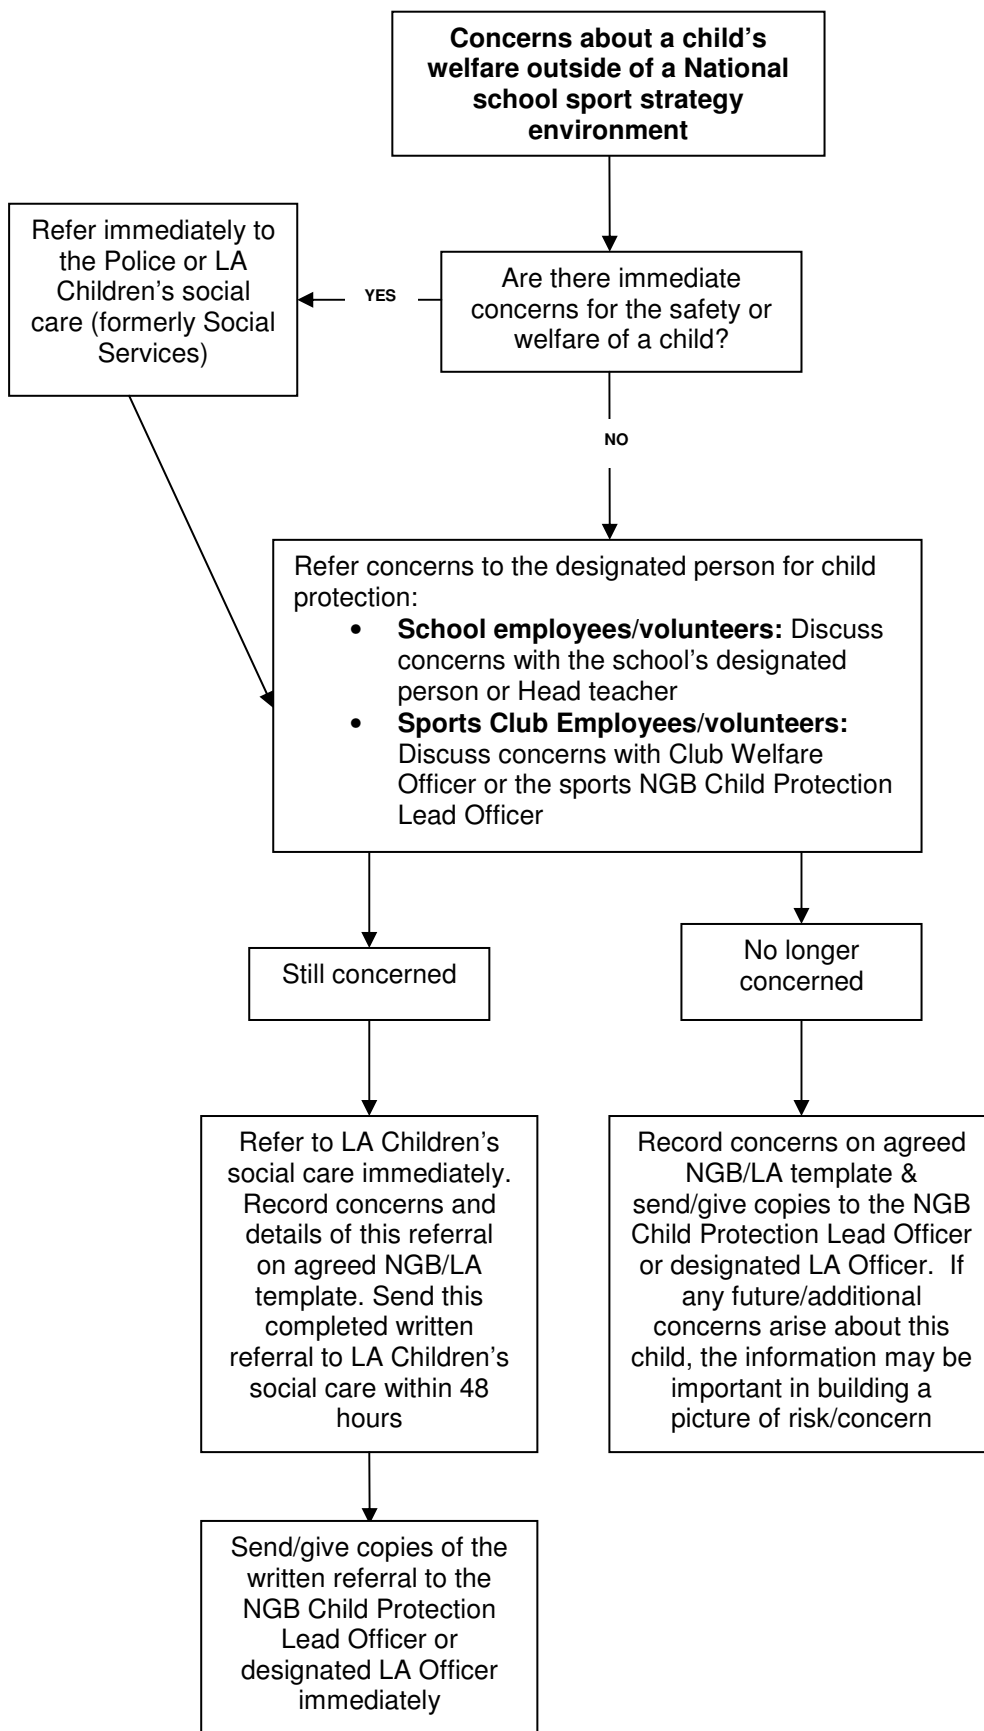 Concerns about a child’s
welfare outside of a National
school sport strategy
environment
Refer immediately to
the Police or LA
Children’s social
care (formerly Social
Services)
YES
Are there immediate
concerns for the safety or
welfare of a child?
NO
Refer concerns to the designated person for child
protection:
• School employees/volunteers: Discuss
concerns with the school’s designated
person or Head teacher
• Sports Club Employees/volunteers:
Discuss concerns with Club Welfare
Officer or the sports NGB Child Protection
Lead Officer
Still concerned
No longer
concerned
Refer to LA Children’s
social care immediately.
Record concerns and
details of this referral
on agreed NGB/LA
template. Send this
completed written
referral to LA Children’s
social care within 48
hours
Record concerns on agreed
NGB/LA template &
send/give copies to the NGB
Child Protection Lead Officer
or designated LA Officer.  If
any future/additional
concerns arise about this
child, the information may be
important in building a
picture of risk/concern
Send/give copies of the
written referral to the
NGB Child Protection
Lead Officer or
designated LA Officer
immediately